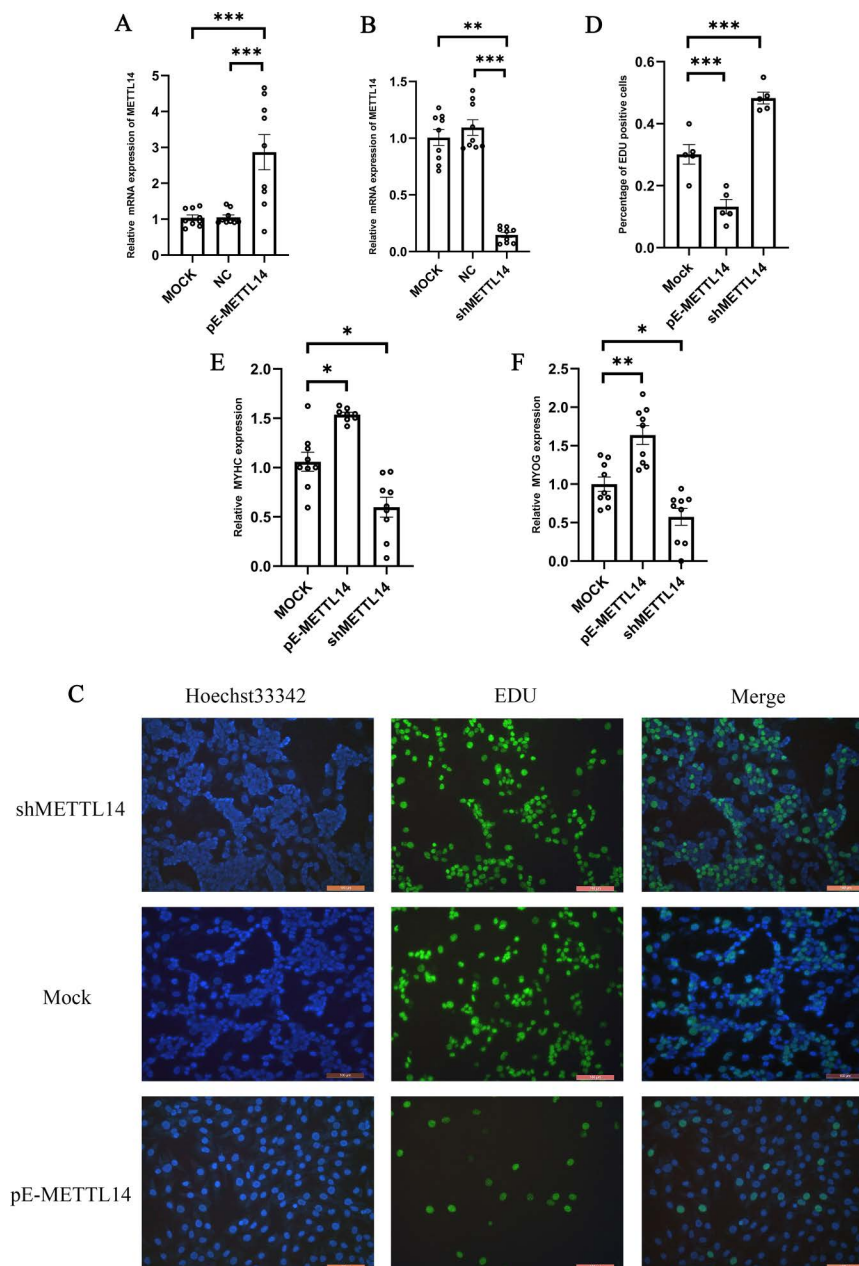 A
***
***
Relative mRNA expression of METTL14
5
4
3
2
1
0
MOCK
NC
pE-METTL14
B
**
***
Relative mRNA expression of METTL14
1.5
1.0
0.5
0.0
MOCK
NC
shMETTL14
D
***
***
Percentage of EDU positive cells
0.6
0.4
0.2
0.0
Mock
pE-METTL14
shMETTL14
E
*
*
Relative MYHC expression
2.0
1.5
1.0
0.5
0.0
MOCK
pE-METTL14
shMETTL14
F
*
**
Relative MYOG expression
2.5
2.0
1.5
1.0
0.5
0.0
MOCK
pE-METTL14
shMETTL14
C
Hoechst33342
EDU
Merge
shMETTL14
Mock
pE-METTL14